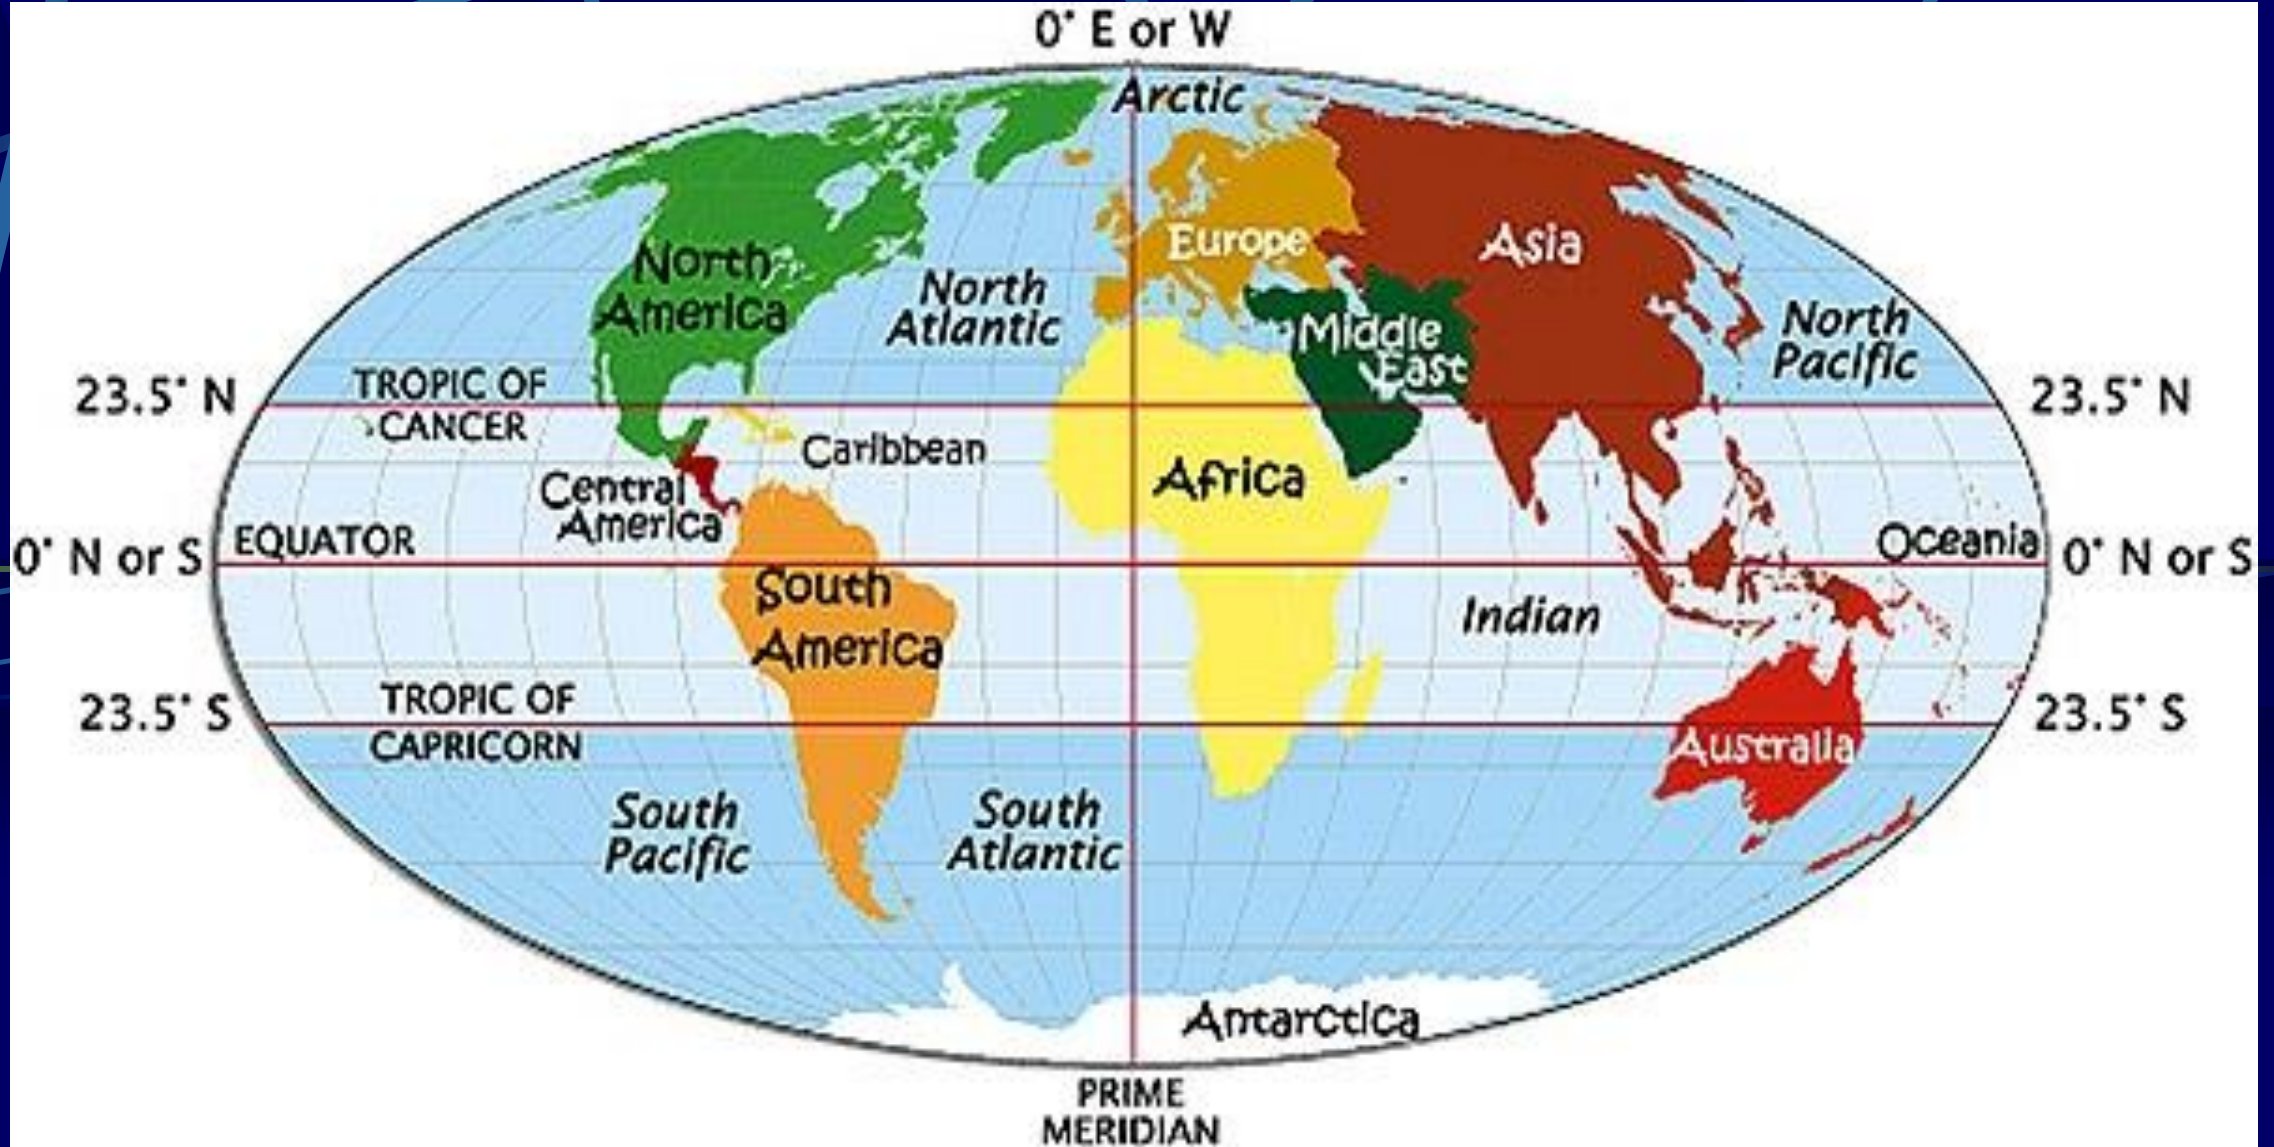 0° E or W
Arctic
Europe
Asia
North
America
North
Atlantic
Middle
East
North
Pacific
23.5° N
TROPIC OF
CANCER
23.5° N
Caribbean
Central
America
Africa
EQUATOR
Oceania
0° N or S
0° N or S
South
America
Indian
23.5° S
TROPIC OF
CAPRICORN
23.5° S
Australia
South
Pacific
South
Atlantic
Antarctica
PRIME
MERIDIAN